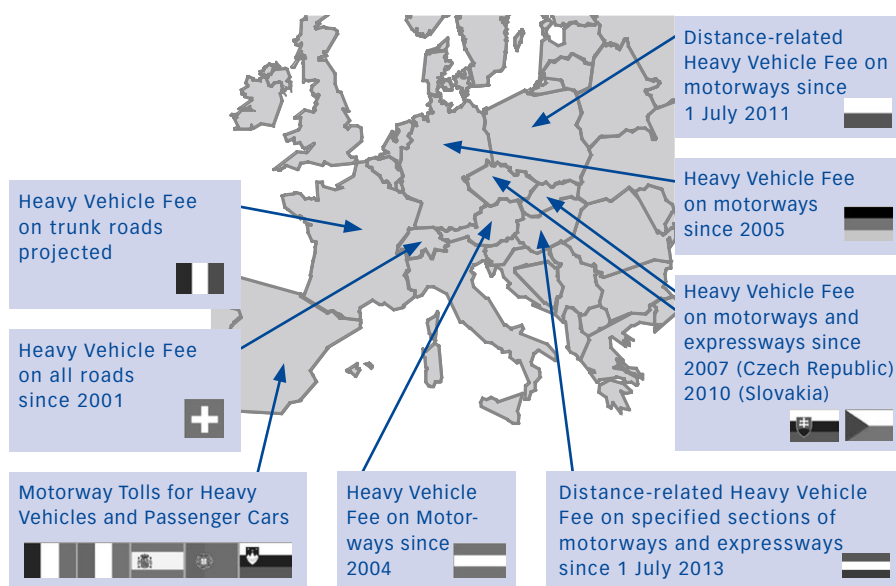 Distance-related
Heavy Vehicle Fee on
motorways since
1 July 2011
Heavy Vehicle Fee
on motorways
since 2005
Heavy Vehicle Fee
on trunk roads
projected
Heavy Vehicle Fee
on motorways and
expressways since
2007 (Czech Republic)
2010 (Slovakia)
Heavy Vehicle Fee
on all roads
since 2001
Motorway Tolls for Heavy
Vehicles and Passenger Cars
Heavy Vehicle
Fee on Motor-
ways since
2004
Distance-related Heavy Vehicle
Fee on specified sections of
motorways and expressways
since 1 July 2013